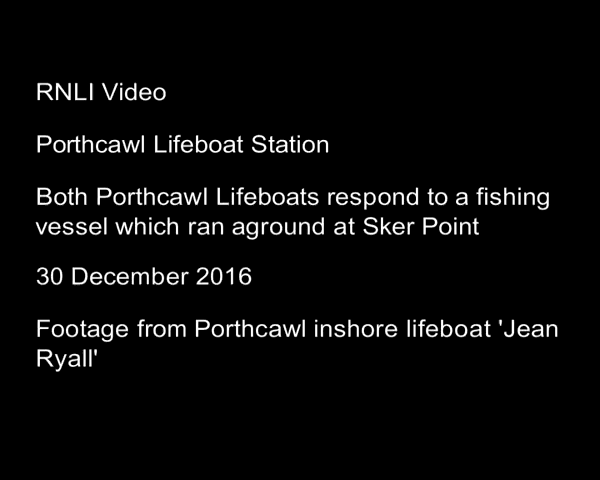 RNLI Video
Porthcawl Lifeboat Station
Both Porthcawl Lifeboats respond to a fishing
vessel which ran aground at Sker Point
30 December 2016
Footage from Porthcawl inshore lifeboat 'Jean
Ryall'